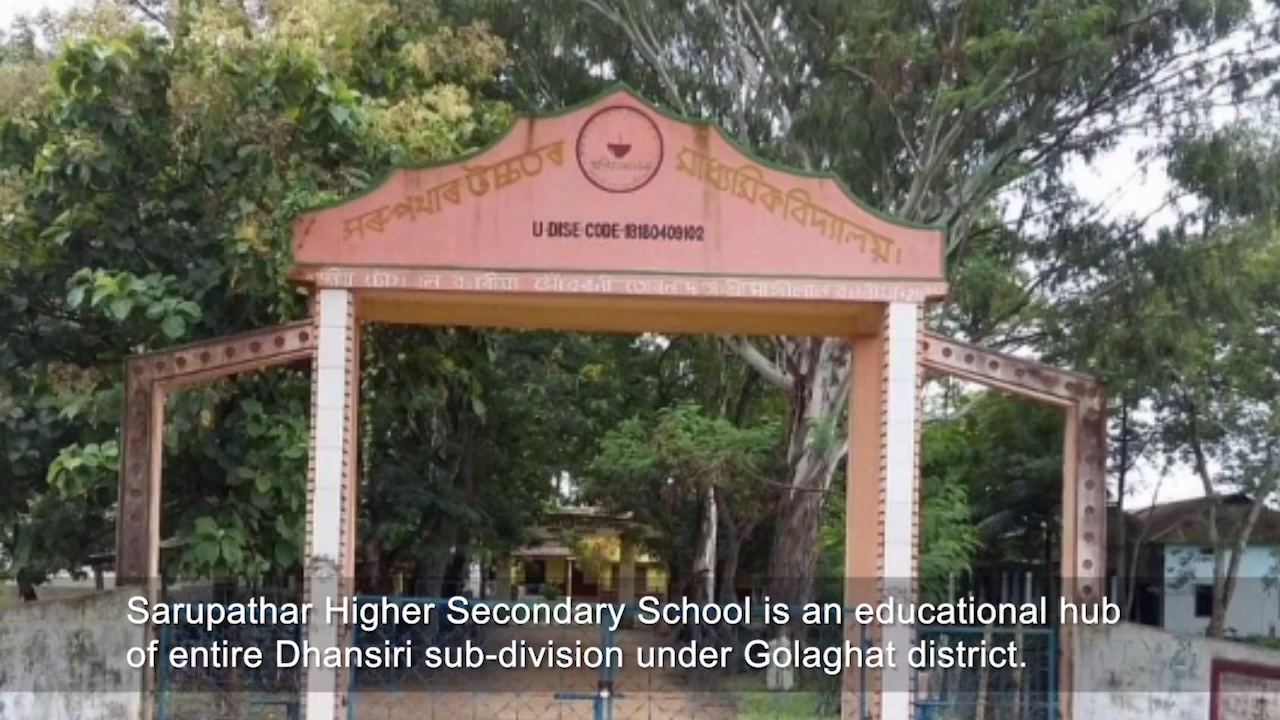 সৰুপথাৰ উচ্চতৰ মাধ্যমিক বিদ্যালয়।
U-DISE CODE-18180409102
Sarupathar Higher Secondary School is an educational hub
of entire Dhansiri sub-division under Golaghat district.